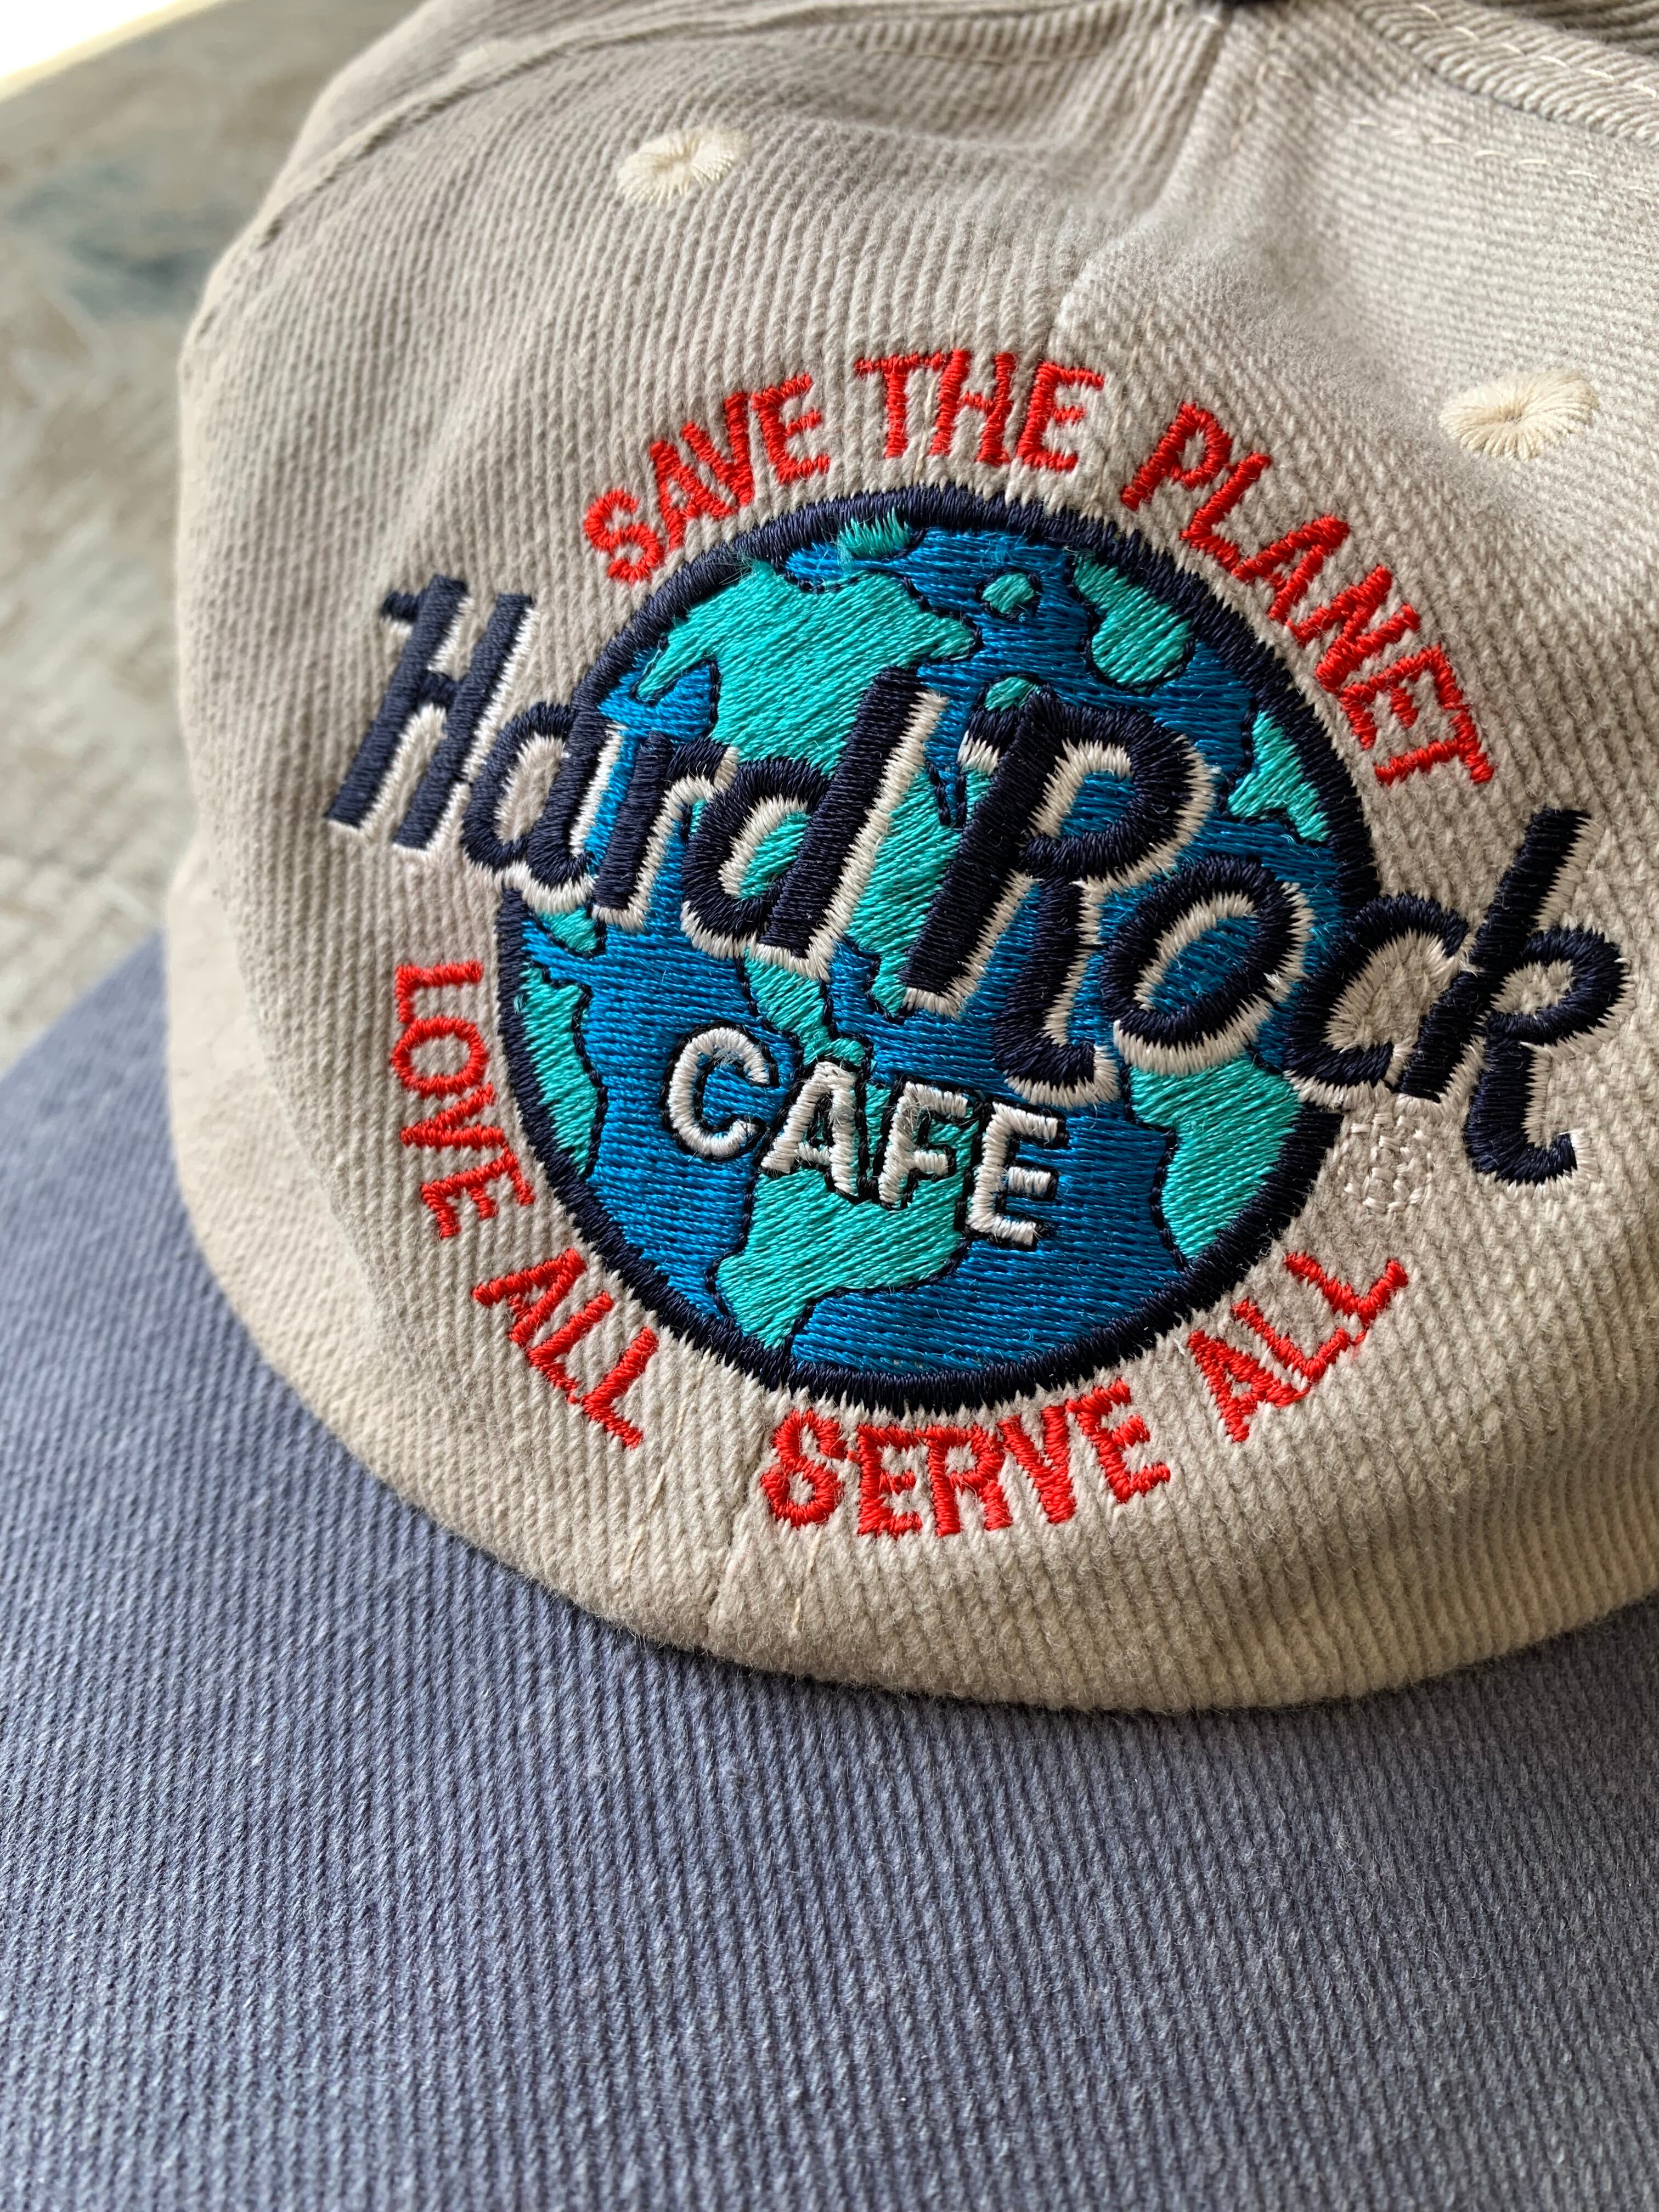 SAVE THE PLANET
Hard Rock
CAFE
LOVE ALL SERVE ALL